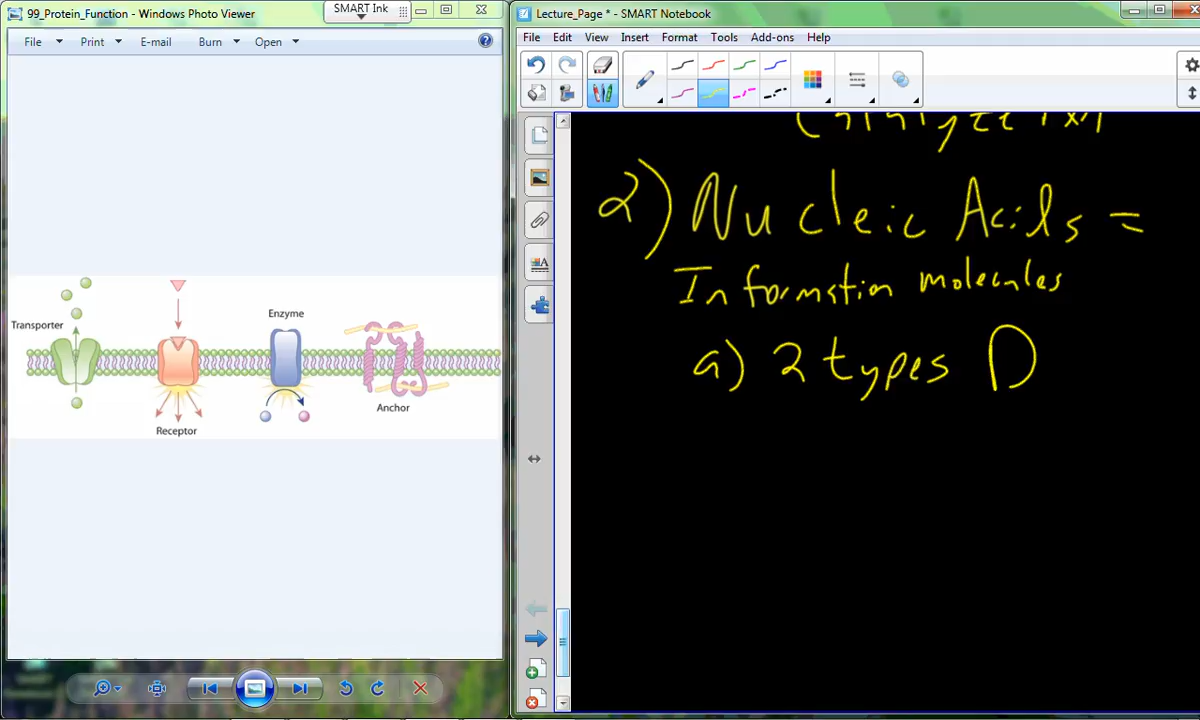 99_Protein_Function - Windows Photo Viewer
SMART Ink
File Print E-mail Burn Open
Transporter
Receptor
Enzyme
Anchor
Lecture_Page * - SMART Notebook
File Edit View Insert Format Tools Add-ons Help
2) Nucleic Acids =
Information molecules
a) 2 types D